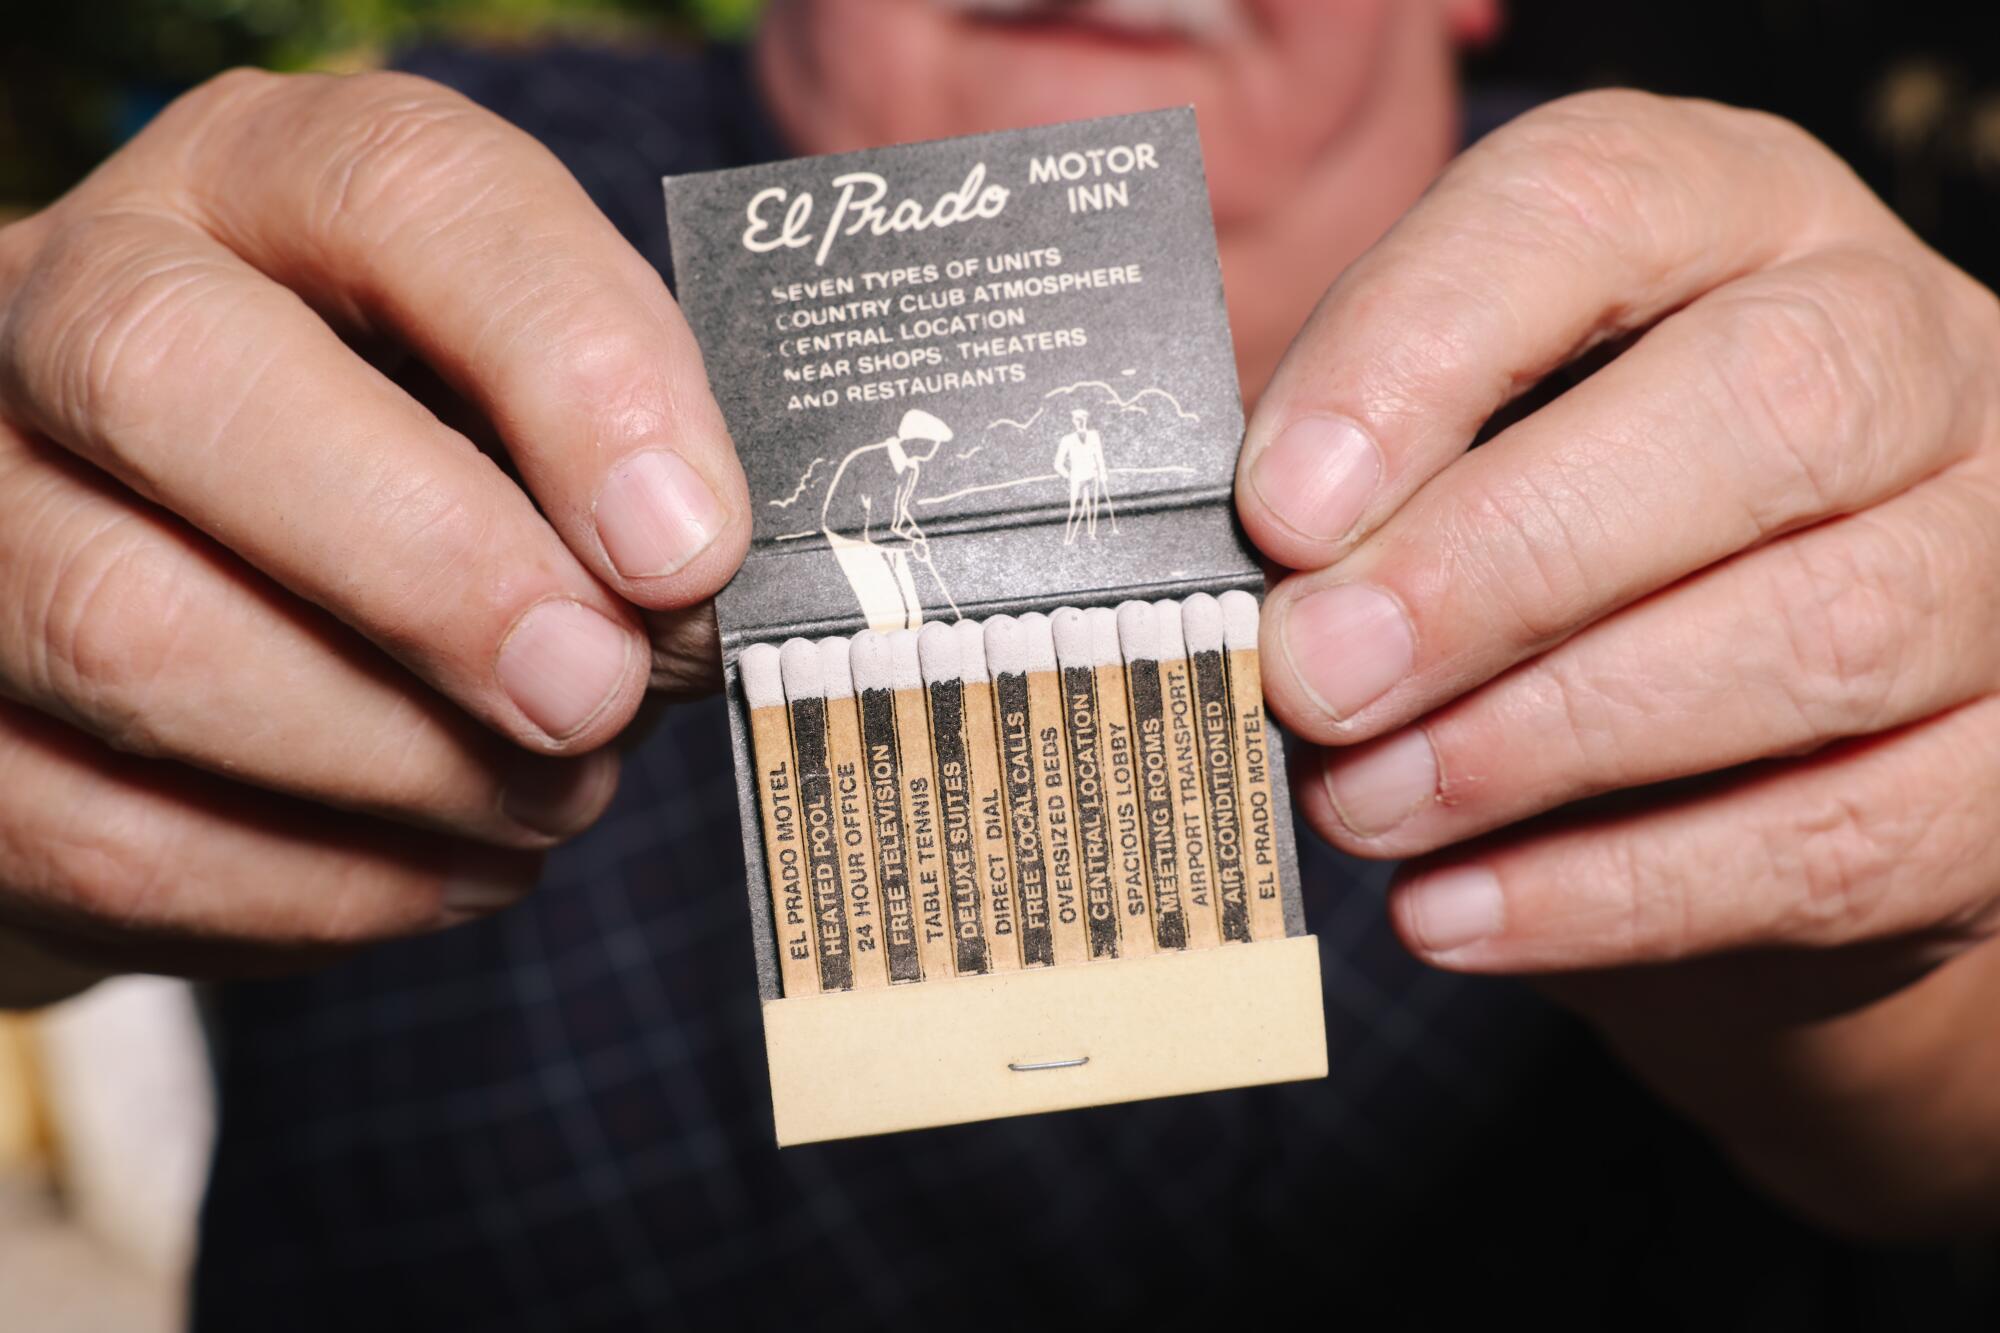 El Prado MOTOR
INN
SEVEN TYPES OF UNITS
COUNTRY CLUB ATMOSPHERE
CENTRAL LOCATION
NEAR SHOPS THEATERS
AND RESTAURANTS
EL PRADO MOTEL
HEATED POOL
24 HOUR OFFICE
FREE TELEVISION
TABLE TENNIS
DELUXE SUITES
DIRECT DIAL
FREE LOCAL CALLS
OVERSIZED BEDS
CENTRAL LOCATION
SPACIOUS LOBBY
MEETING ROOMS
AIRPORT TRANSPORT.
AIR CONDITIONED
EL PRADO MOTEL